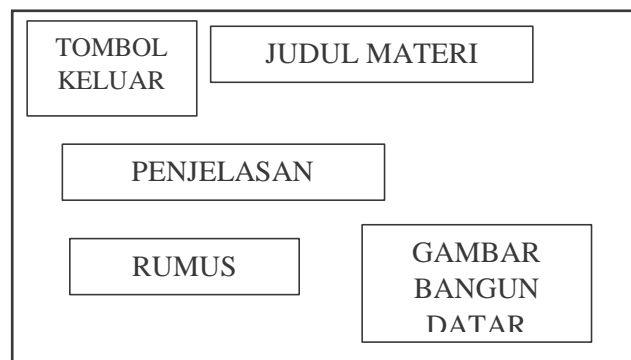 TOMBOL
KELUAR
JUDUL MATERI
PENJELASAN
RUMUS
GAMBAR
BANGUN
DATAR